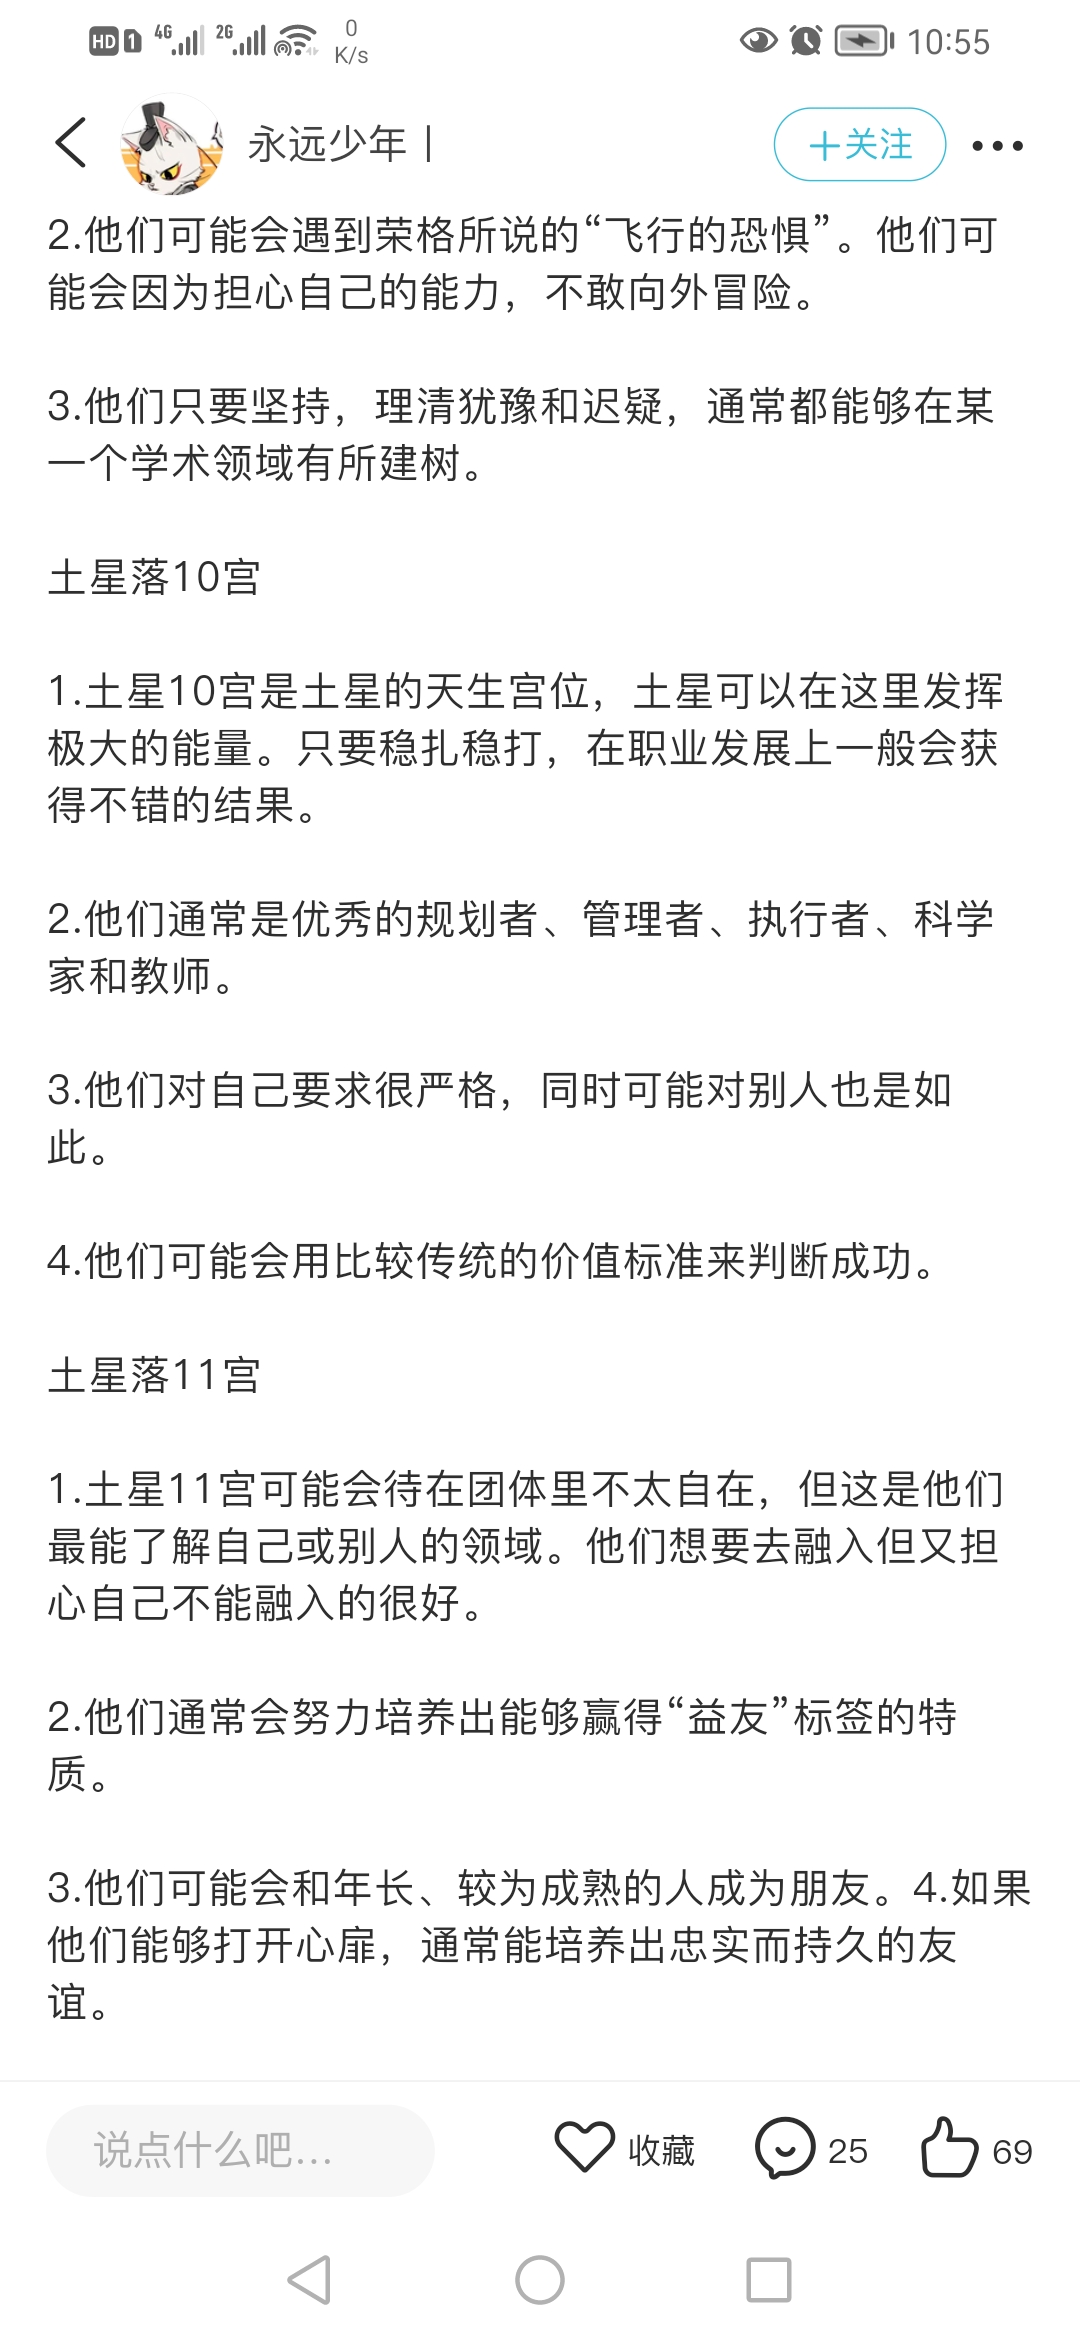 HD 1 4G 2G 0 K/s 10:55
永远少年丨
+关注
2.他们可能会遇到荣格所说的“飞行的恐惧”。他们可
能会因为担心自己的能力，不敢向外冒险。
3.他们只要坚持，理清犹豫和迟疑，通常都能够在某
一个学术领域有所建树。
土星落10宫
1.土星10宫是土星的天生宫位，土星可以在这里发挥
极大的能量。只要稳扎稳打，在职业发展上一般会获
得不错的结果。
2.他们通常是优秀的规划者、管理者、执行者、科学
家和教师。
3.他们对自己要求很严格，同时可能对别人也是如
此。
4.他们可能会用比较传统的价值标准来判断成功。
土星落11宫
1.土星11宫可能会待在团体里不太自在，但这是他们
最能了解自己或别人的领域。他们想要去融入但又担
心自己不能融入的很好。
2.他们通常会努力培养出能够赢得“益友”标签的特
质。
3.他们可能会和年长、较为成熟的人成为朋友。4.如果
他们能够打开心扉，通常能培养出忠实而持久的友
谊。
说点什么吧...
收藏
25
69